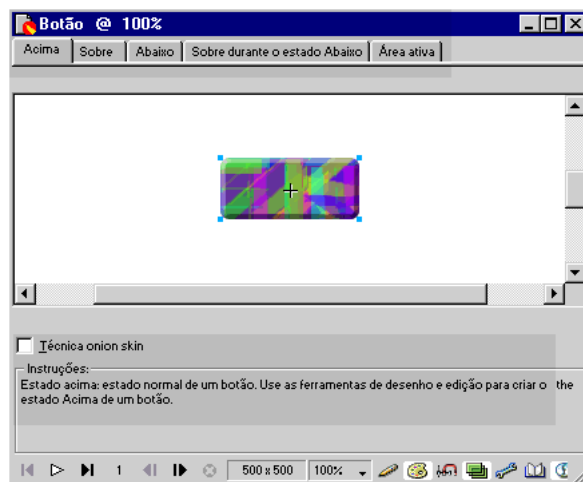 Botão @ 100%
Acima Sobre Abaixo Sobre durante o estado Abaixo Área ativa
Técnica onion skin
Instruções:
Estado acima: estado normal de um botão. Use as ferramentas de desenho e edição para criar o the
estado Acima de um botão.
1 500 x 500 100%